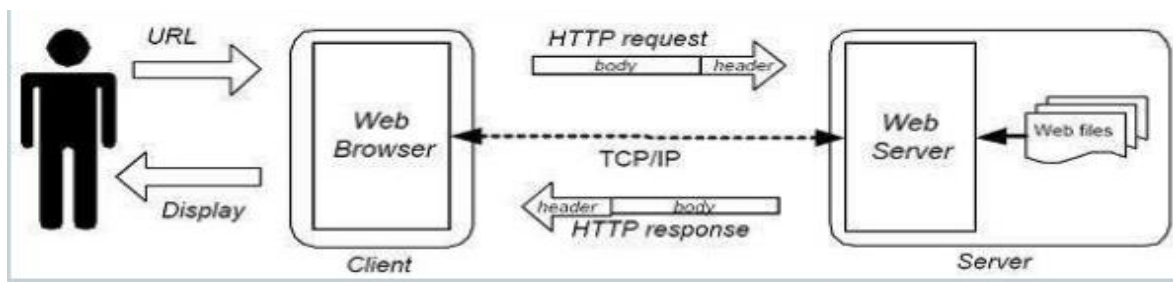 URL
HTTP request
body header
Web Browser
TCP/IP
Web Server
Web files
Display
header body
HTTP response
Client
Server